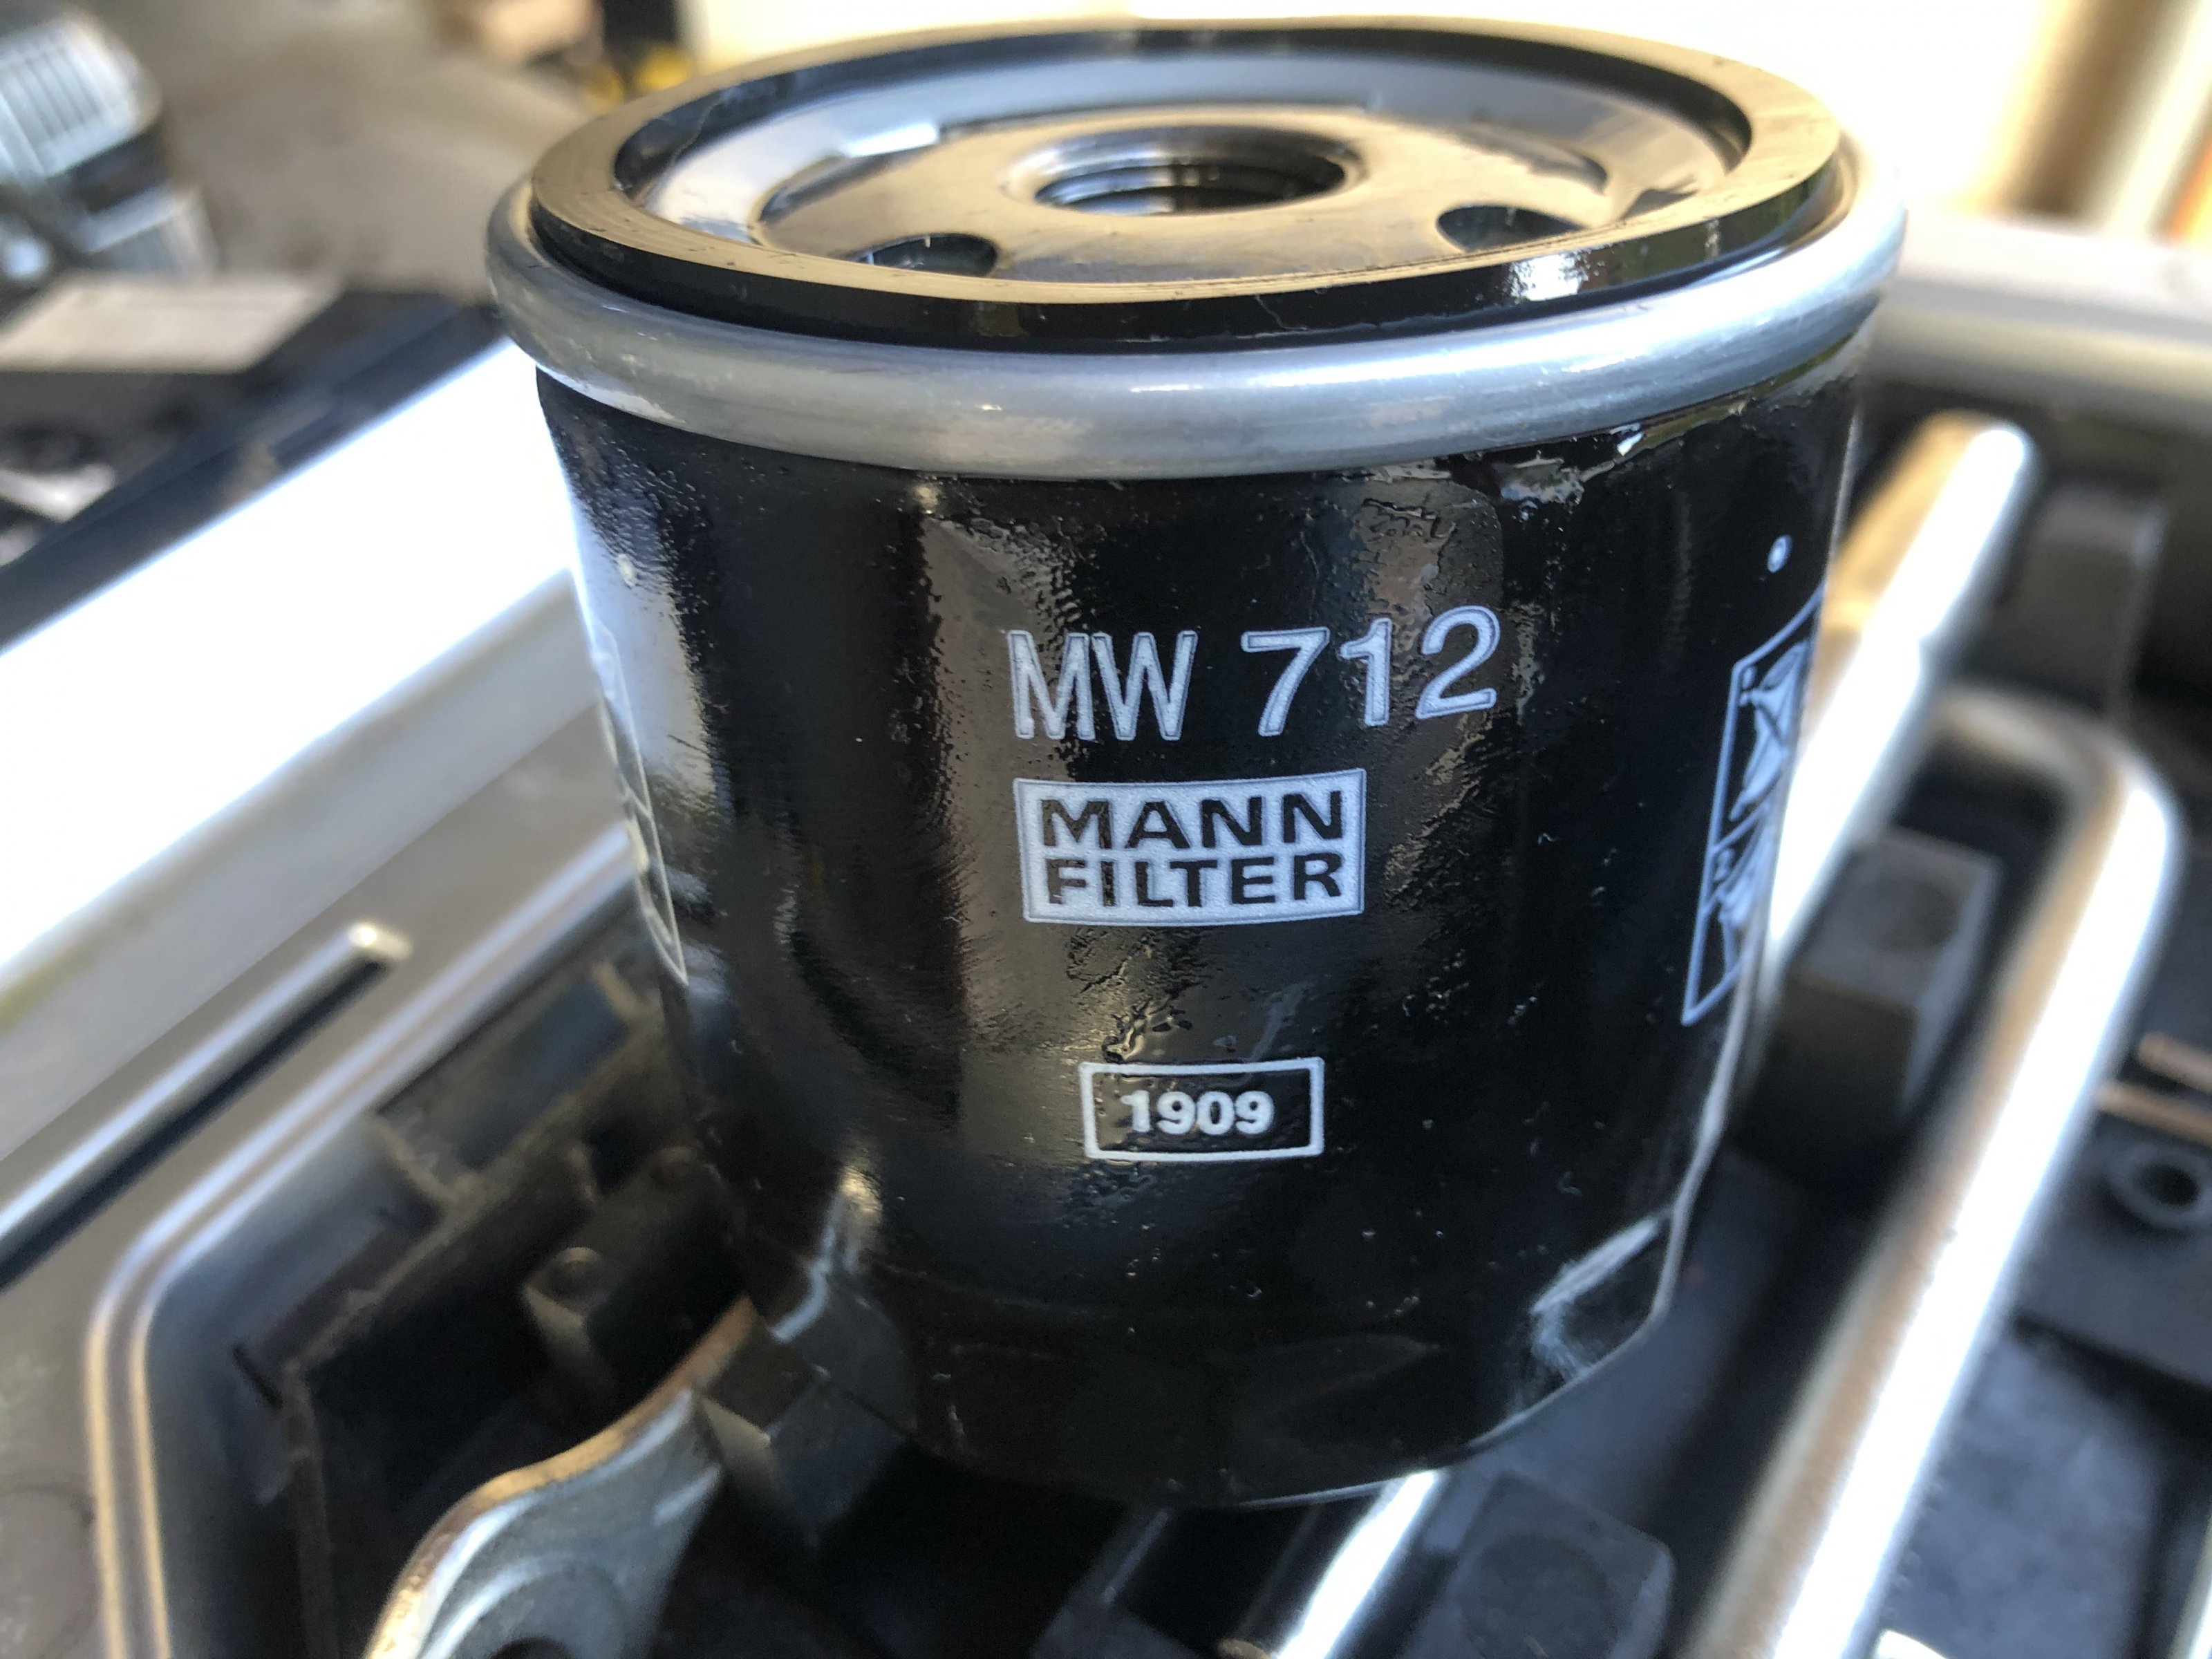 MW 712
MANN
FILTER
1909